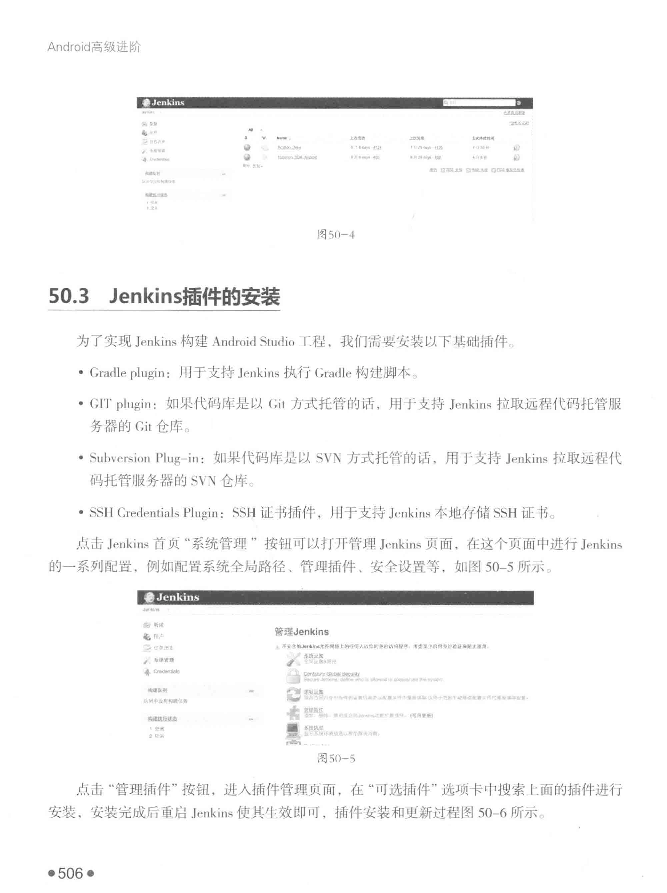 Android高级进阶
Jenkins
Credentials
图50-4
50.3 Jenkins插件的安装
为了实现 Jenkins 构建 Android Studio 工程，我们需要安装以下基础插件。
• Gradle plugin：用于支持 Jenkins 执行 Gradle 构建脚本。
• GIT plugin：如果代码库是以 Git 方式托管的话，用于支持 Jenkins 拉取远程代码托管服
务器的 Git 仓库。
• Subversion Plug-in：如果代码库是以 SVN 方式托管的话，用于支持 Jenkins 拉取远程代
码托管服务器的 SVN 仓库。
• SSH Credentials Plugin：SSH 证书插件，用于支持 Jenkins 本地存储 SSH 证书。
点击 Jenkins 首页 “系统管理 ” 按钮可以打开管理 Jenkins 页面，在这个页面中进行 Jenkins
的一系列配置，例如配置系统全局路径、管理插件、安全设置等，如图 50-5 所示。
Jenkins
管理Jenkins
系统管理
Credentials
Configure Global Security
管理插件
图50-5
点击 “管理插件” 按钮，进入插件管理页面，在 “可选插件” 选项卡中搜索上面的插件进行
安装，安装完成后重启 Jenkins 使其生效即可，插件安装和更新过程图 50-6 所示。
•506•